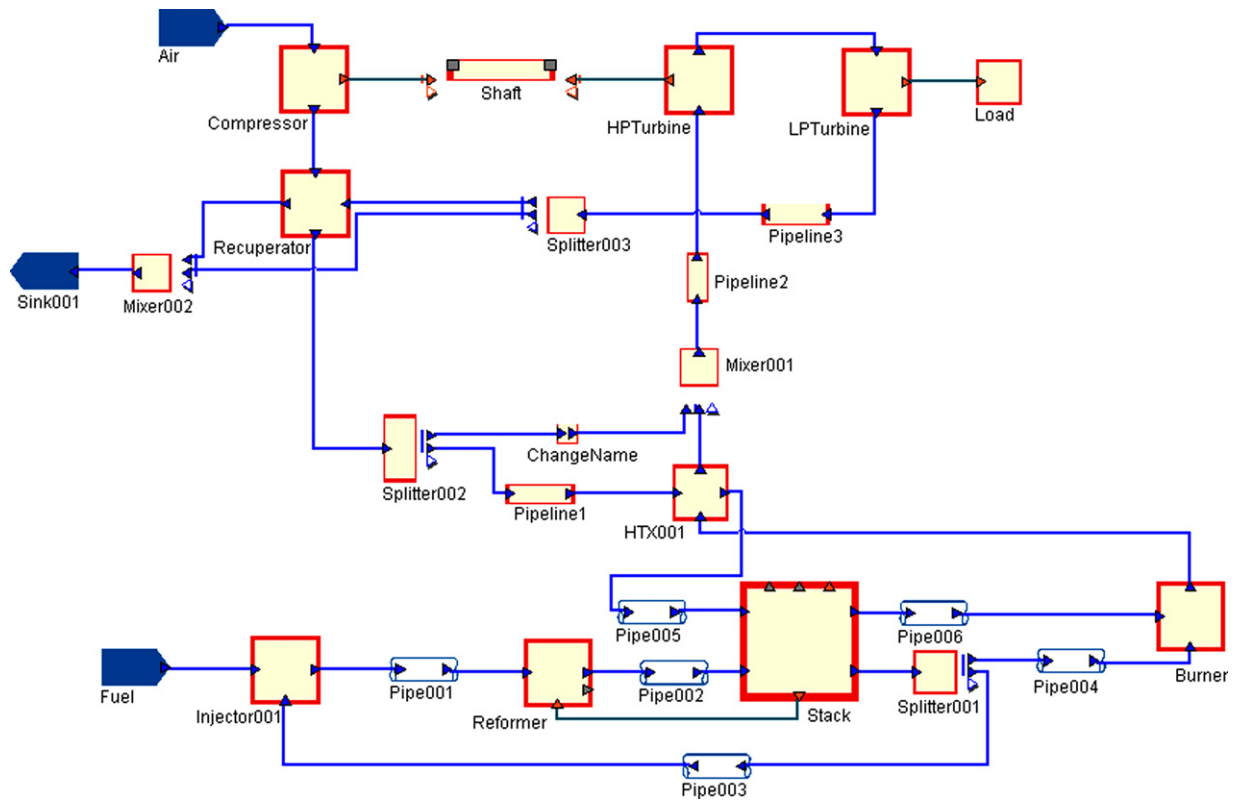 Air
Shaft
Compressor
HPTurbine
LPTurbine
Load
Recuperator
Splitter003
Pipeline3
Sink001
Mixer002
Pipeline2
Mixer001
ChangeName
Splitter002
Pipeline1
HTX001
Pipe005
Pipe006
Fuel
Pipe001
Pipe002
Pipe004
Burner
Injector001
Reformer
Stack
Splitter001
Pipe003